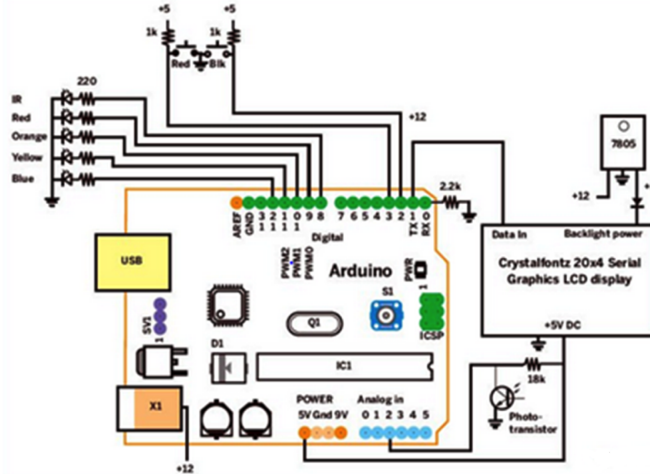 +5 +5
1k 1k
Red Blk
220
IR
Red
Orange
Yellow
Blue
+12
7805
+12
2.2k
AREF
GND
13
12
11
10
9
8
7
6
5
4
3
2
TX 1
RX 0
Digital
PWM2
PWM1
PWM0
Arduino
PWR
1
ICSP
USB
SV1
1
S1
Q1
D1
IC1
X1
+12
POWER
5V Gnd 9V
Analog in
0 1 2 3 4 5
Data In Backlight power
Crystalfontz 20x4 Serial
Graphics LCD display
+5V DC
18k
Photo-
transistor